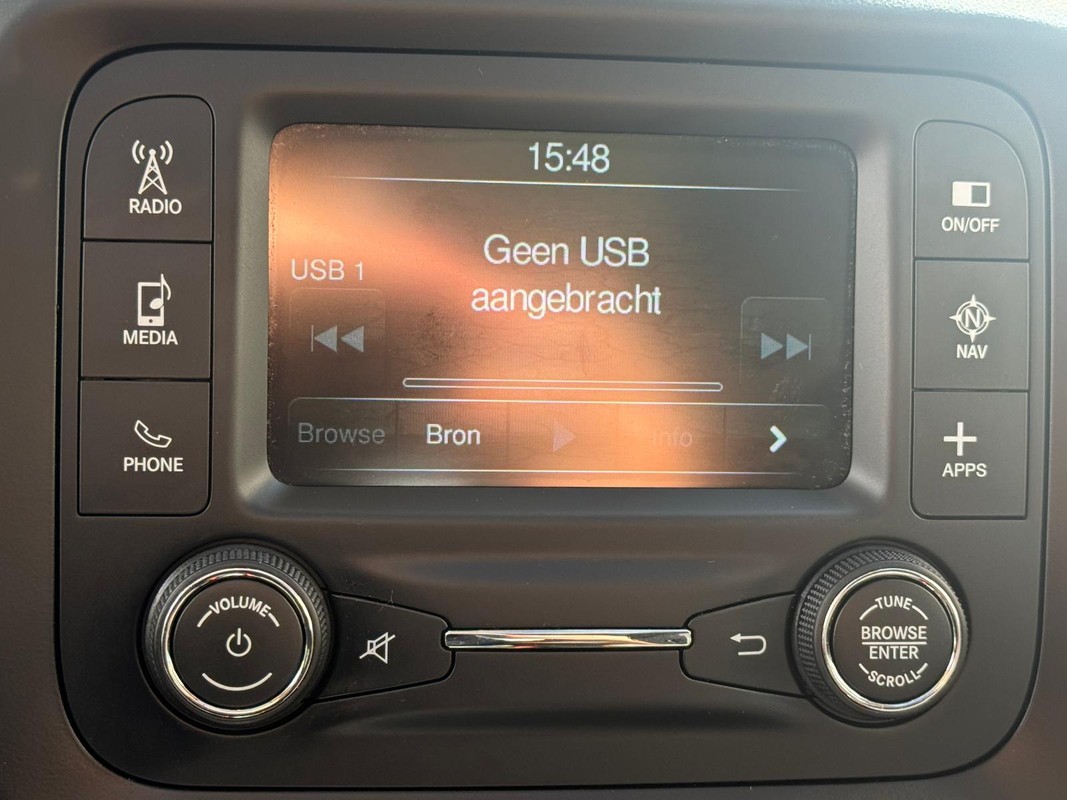 15:48
Geen USB
aangebracht
USB 1
Browse
Bron
Info
RADIO
MEDIA
PHONE
ON/OFF
N
NAV
APPS
VOLUME
TUNE
BROWSE
ENTER
SCROLL